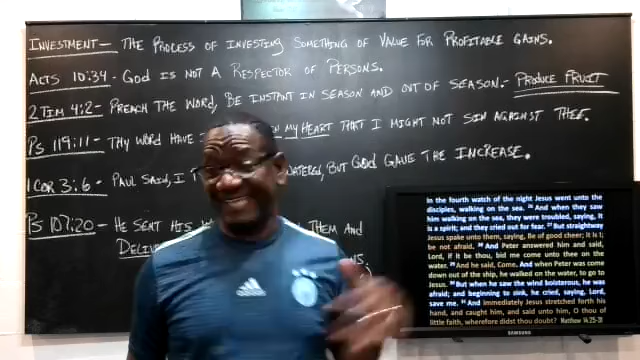 INVESTMENT — THE PROCESS OF INVESTING SOMETHING OF VALUE FOR PROFITABLE GAINS.
ACTS 10:34 - GOD IS NOT A RESPECTOR OF PERSONS.
2 TIM 4:2 - PREACH THE WORD, BE INSTANT IN SEASON AND OUT OF SEASON. - PRODUCE FRUIT
PS 119:11 - THY WORD HAVE I IN MY HEART THAT I MIGHT NOT SIN AGAINST THEE.
1 COR 3:6 - PAUL SAID, I WATERED, BUT GOD GAVE THE INCREASE.
PS 107:20 - HE SENT HIS THEM AND
adidas
In the fourth watch of the night Jesus went unto the
disciples, walking on the sea. 26 And when they saw
him walking on the sea, they were troubled, saying, It
is a spirit; and they cried out for fear. 27 But straightway
Jesus spake unto them, saying, Be of good cheer; it is I;
be not afraid. 28 And Peter answered him and said,
Lord, if it be thou, bid me come unto thee on the
water. 29 And he said, Come. And when Peter was come
down out of the ship, he walked on the water, to go to
Jesus. 30 But when he saw the wind boisterous, he was
afraid; and beginning to sink, he cried, saying, Lord,
save me. 31 And immediately Jesus stretched forth his
hand, and caught him, and said unto him, O thou of
little faith, wherefore didst thou doubt? Matthew 14:25-31
SAMSUNG